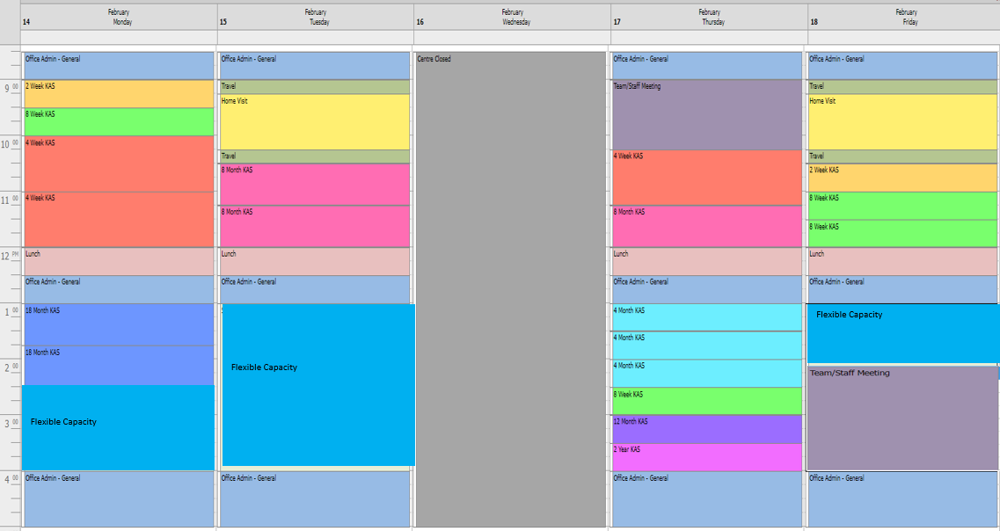 February
14 Monday
February
15 Tuesday
February
16 Wednesday
February
17 Thursday
February
18 Friday
9 00
10 00
11 00
12 PM
1 00
2 00
3 00
4 00
Office Admin - General
2 Week KAS
8 Week KAS
4 Week KAS
4 Week KAS
Lunch
Office Admin - General
18 Month KAS
18 Month KAS
Flexible Capacity
Office Admin - General
Office Admin - General
Travel
Home Visit
Travel
8 Month KAS
8 Month KAS
Lunch
Office Admin - General
Flexible Capacity
Office Admin - General
Centre Closed
Office Admin - General
Team/Staff Meeting
4 Week KAS
8 Month KAS
Lunch
Office Admin - General
4 Month KAS
4 Month KAS
4 Month KAS
8 Week KAS
12 Month KAS
2 Year KAS
Office Admin - General
Office Admin - General
Travel
Home Visit
Travel
2 Week KAS
8 Week KAS
8 Week KAS
Lunch
Office Admin - General
Flexible Capacity
Team/Staff Meeting
Office Admin - General